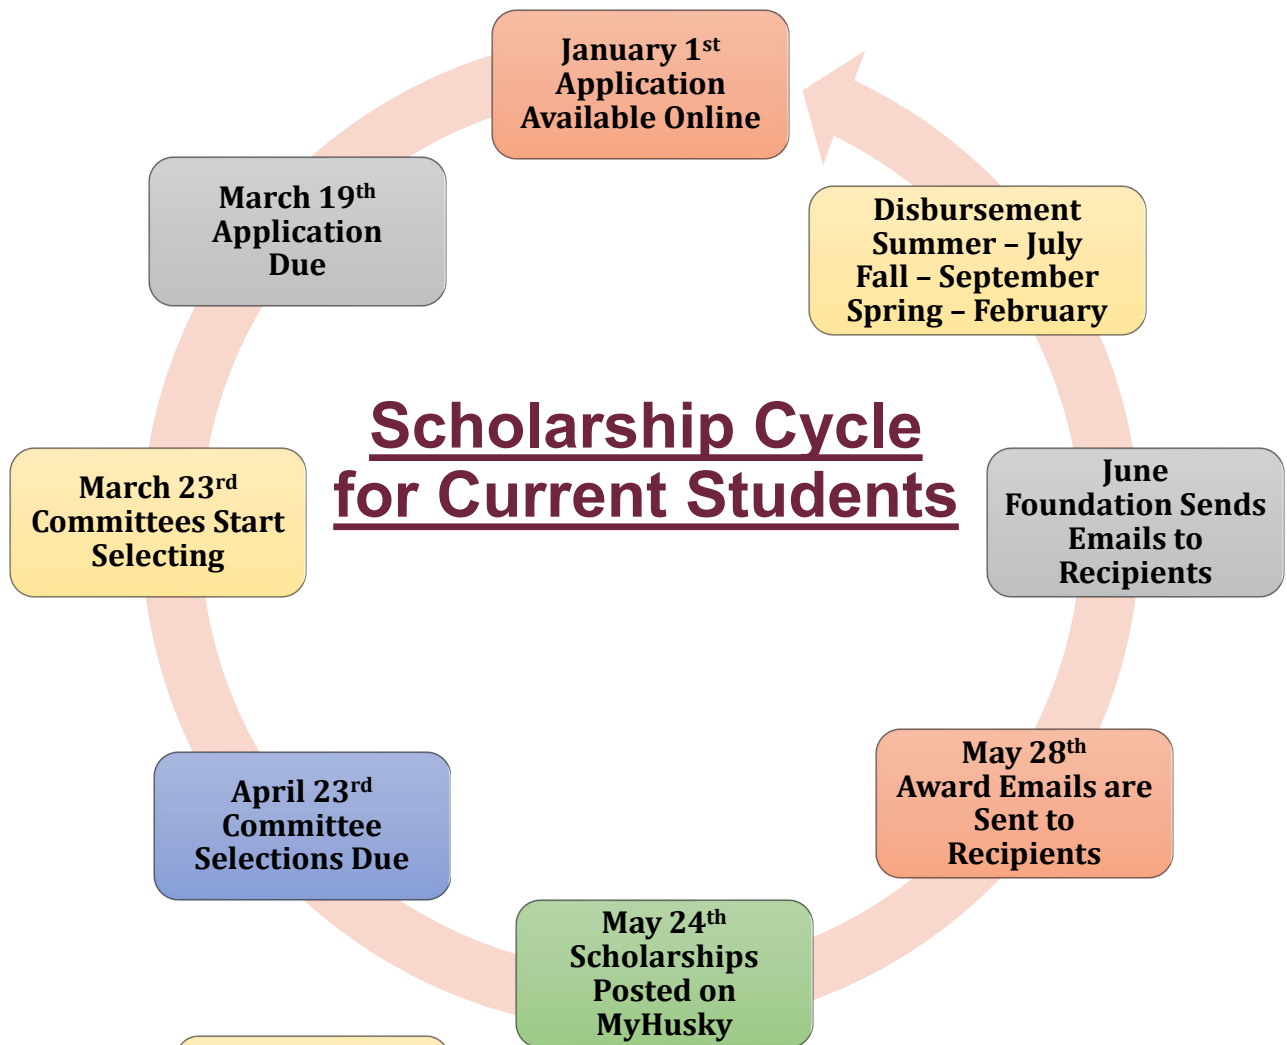 January 1st
Application
Available Online
March 19th
Application
Due
March 23rd
Committees Start
Selecting
April 23rd
Committee
Selections Due
May 24th
Scholarships
Posted on
MyHusky
May 28th
Award Emails are
Sent to
Recipients
June
Foundation Sends
Emails to
Recipients
Disbursement
Summer – July
Fall – September
Spring – February
Scholarship Cycle
for Current Students